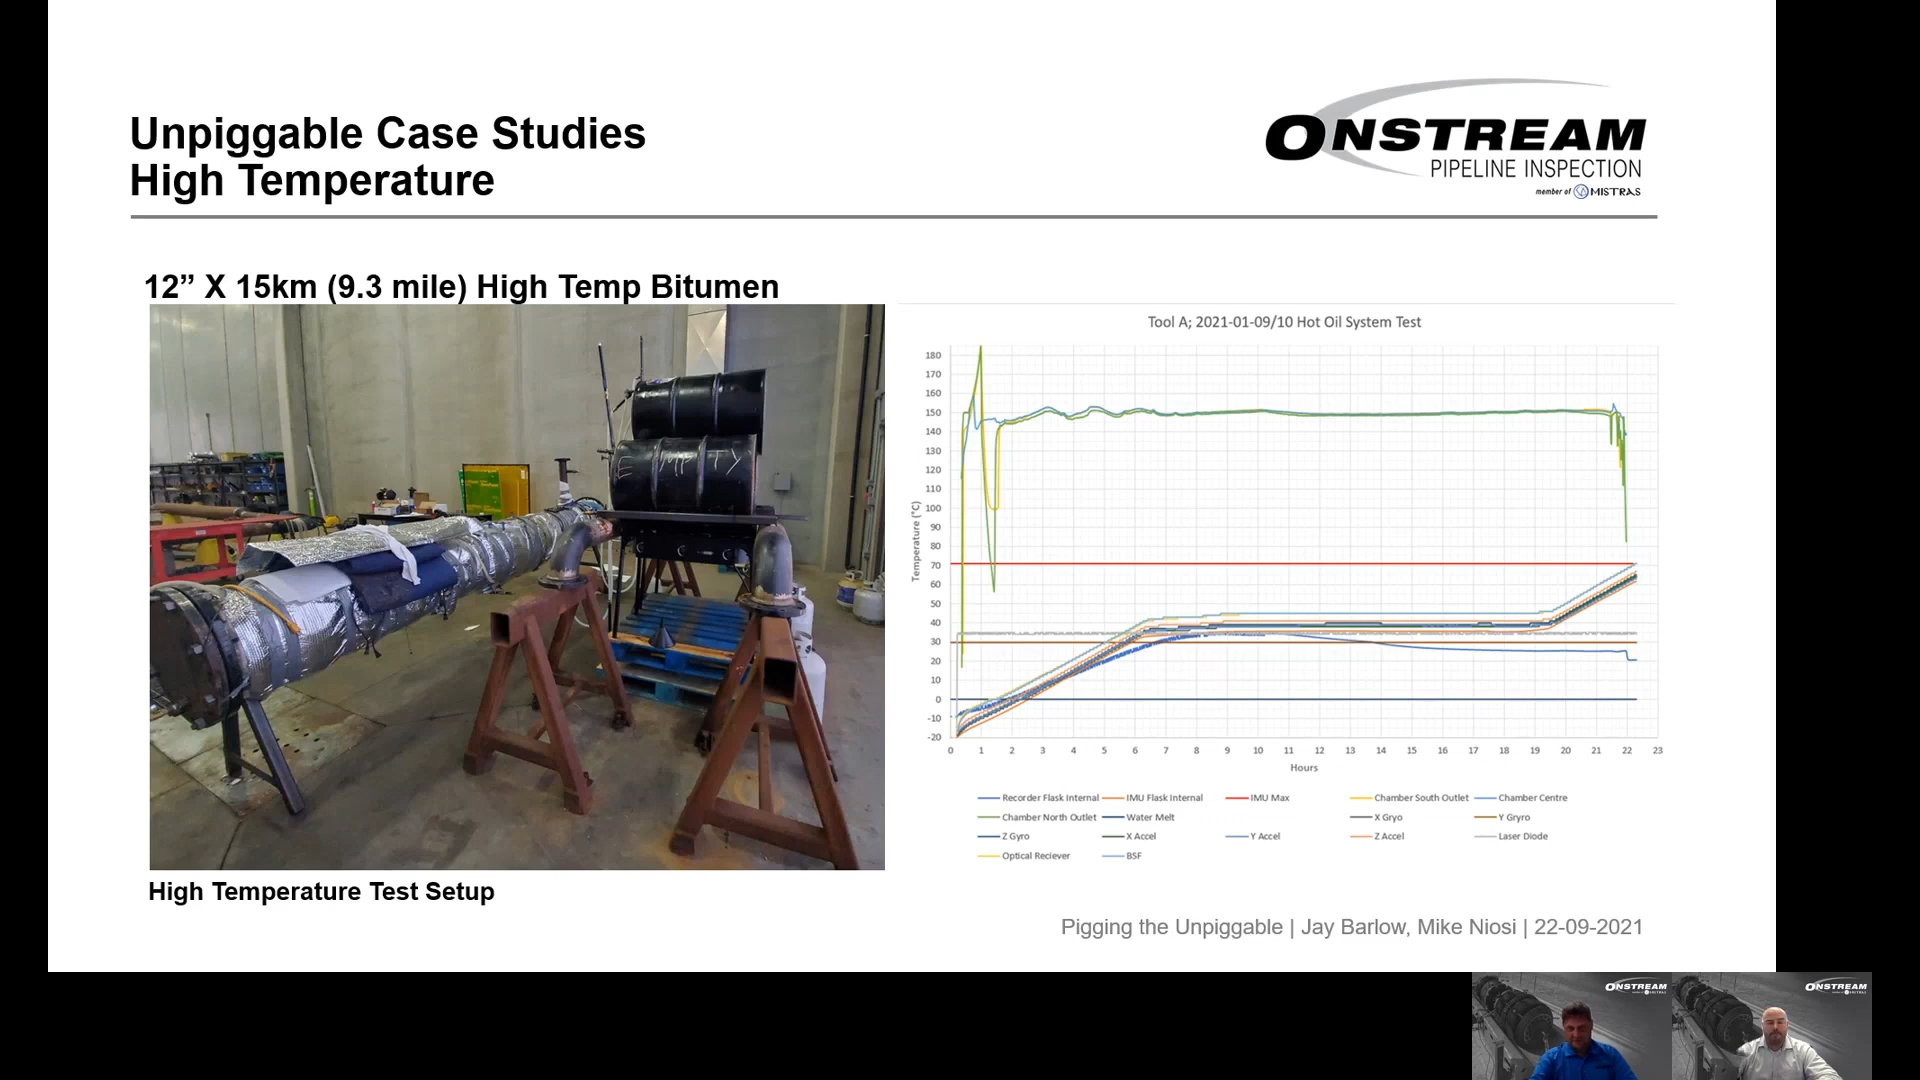 Unpiggable Case Studies
High Temperature
ONSTREAM
PIPELINE INSPECTION
member of MISTRAS
12” X 15km (9.3 mile) High Temp Bitumen
EMPTY
High Temperature Test Setup
Tool A; 2021-01-09/10 Hot Oil System Test
Temperature (°C)
180
170
160
150
140
130
120
110
100
90
80
70
60
50
40
30
20
10
0
-10
-20
0 1 2 3 4 5 6 7 8 9 10 11 12 13 14 15 16 17 18 19 20 21 22 23
Hours
Recorder Flask Internal IMU Flask Internal IMU Max Chamber South Outlet Chamber Centre
Chamber North Outlet Water Melt X Gryo Y Gryro
Z Gyro X Accel Y Accel Z Accel Laser Diode
Optical Reciever BSF
Pigging the Unpiggable | Jay Barlow, Mike Niosi | 22-09-2021
ONSTREAM
ONSTREAM